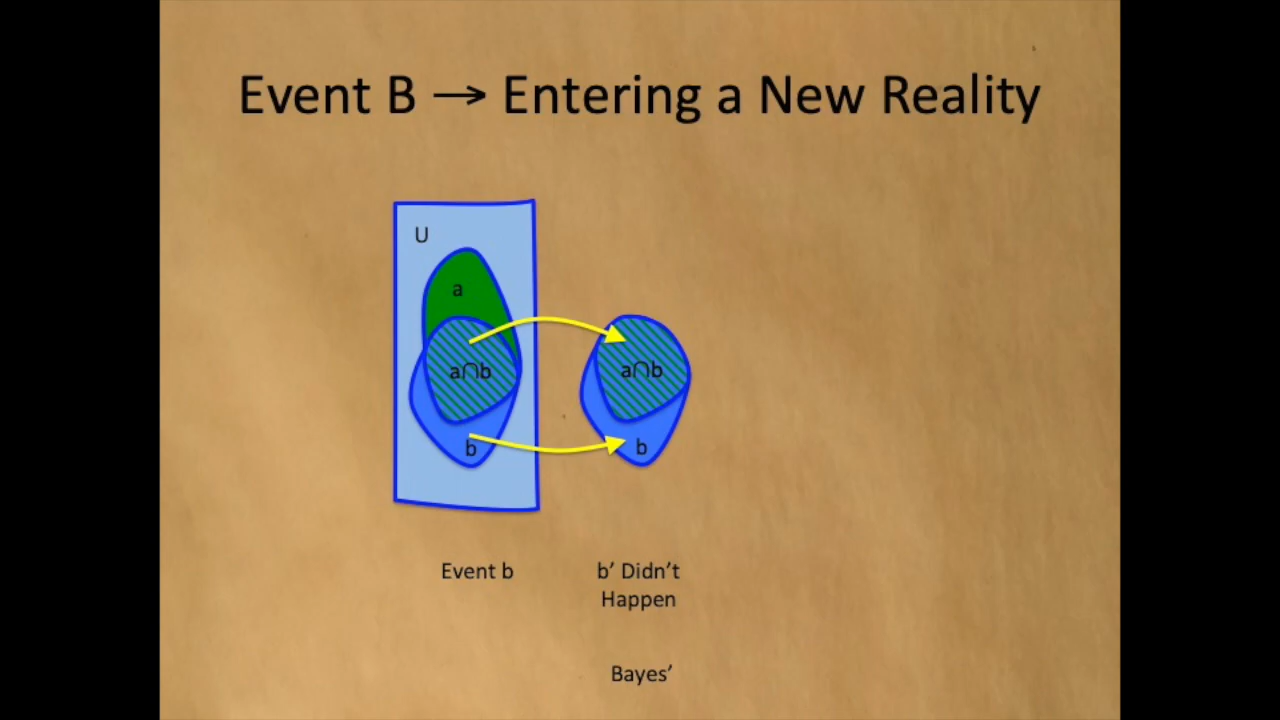 Event B → Entering a New Reality
U
a
a∩b
a∩b
b
b
Event b
b’ Didn’t
Happen
Bayes’